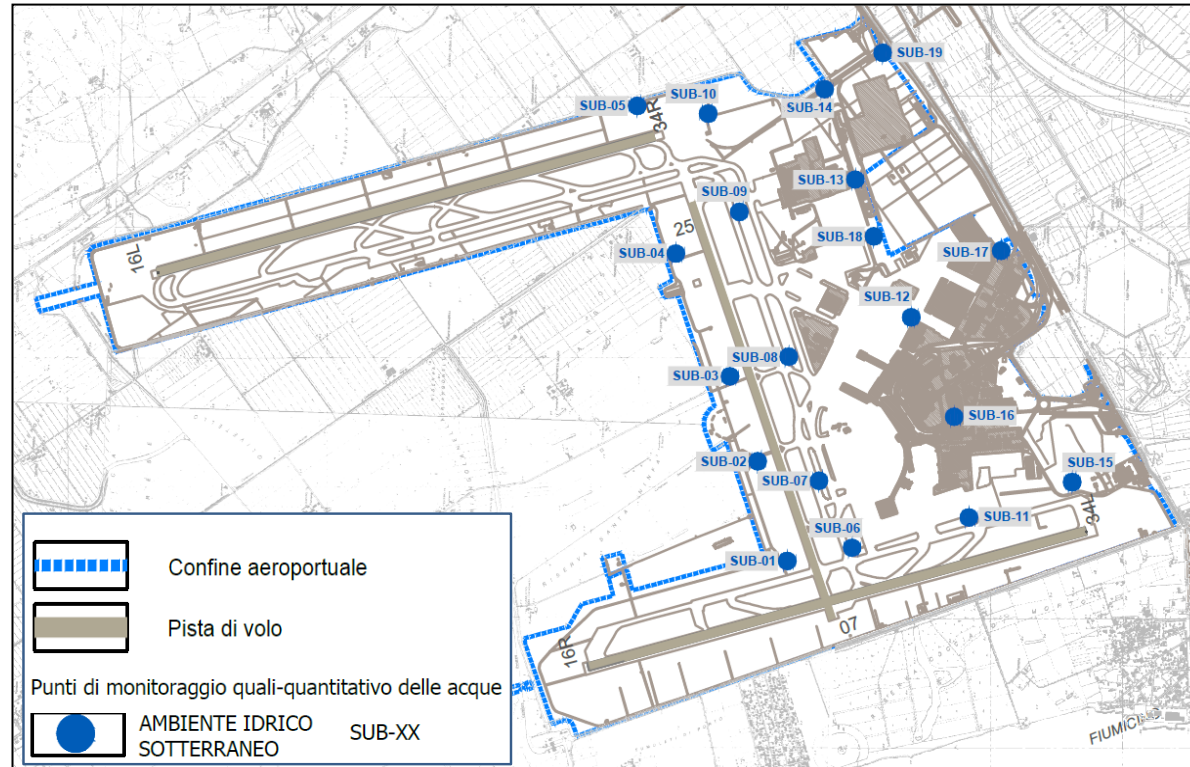 SUB-19
SUB-05
SUB-10
SUB-14
34R
SUB-13
SUB-09
SUB-18
25
SUB-04
SUB-17
16L
SUB-12
SUB-08
SUB-03
SUB-16
SUB-02
SUB-07
SUB-15
SUB-11
34L
SUB-06
SUB-01
07
16R
Confine aeroportuale
Pista di volo
Punti di monitoraggio quali-quantitativo delle acque
AMBIENTE IDRICO SUB-XX
SOTTERRANEO